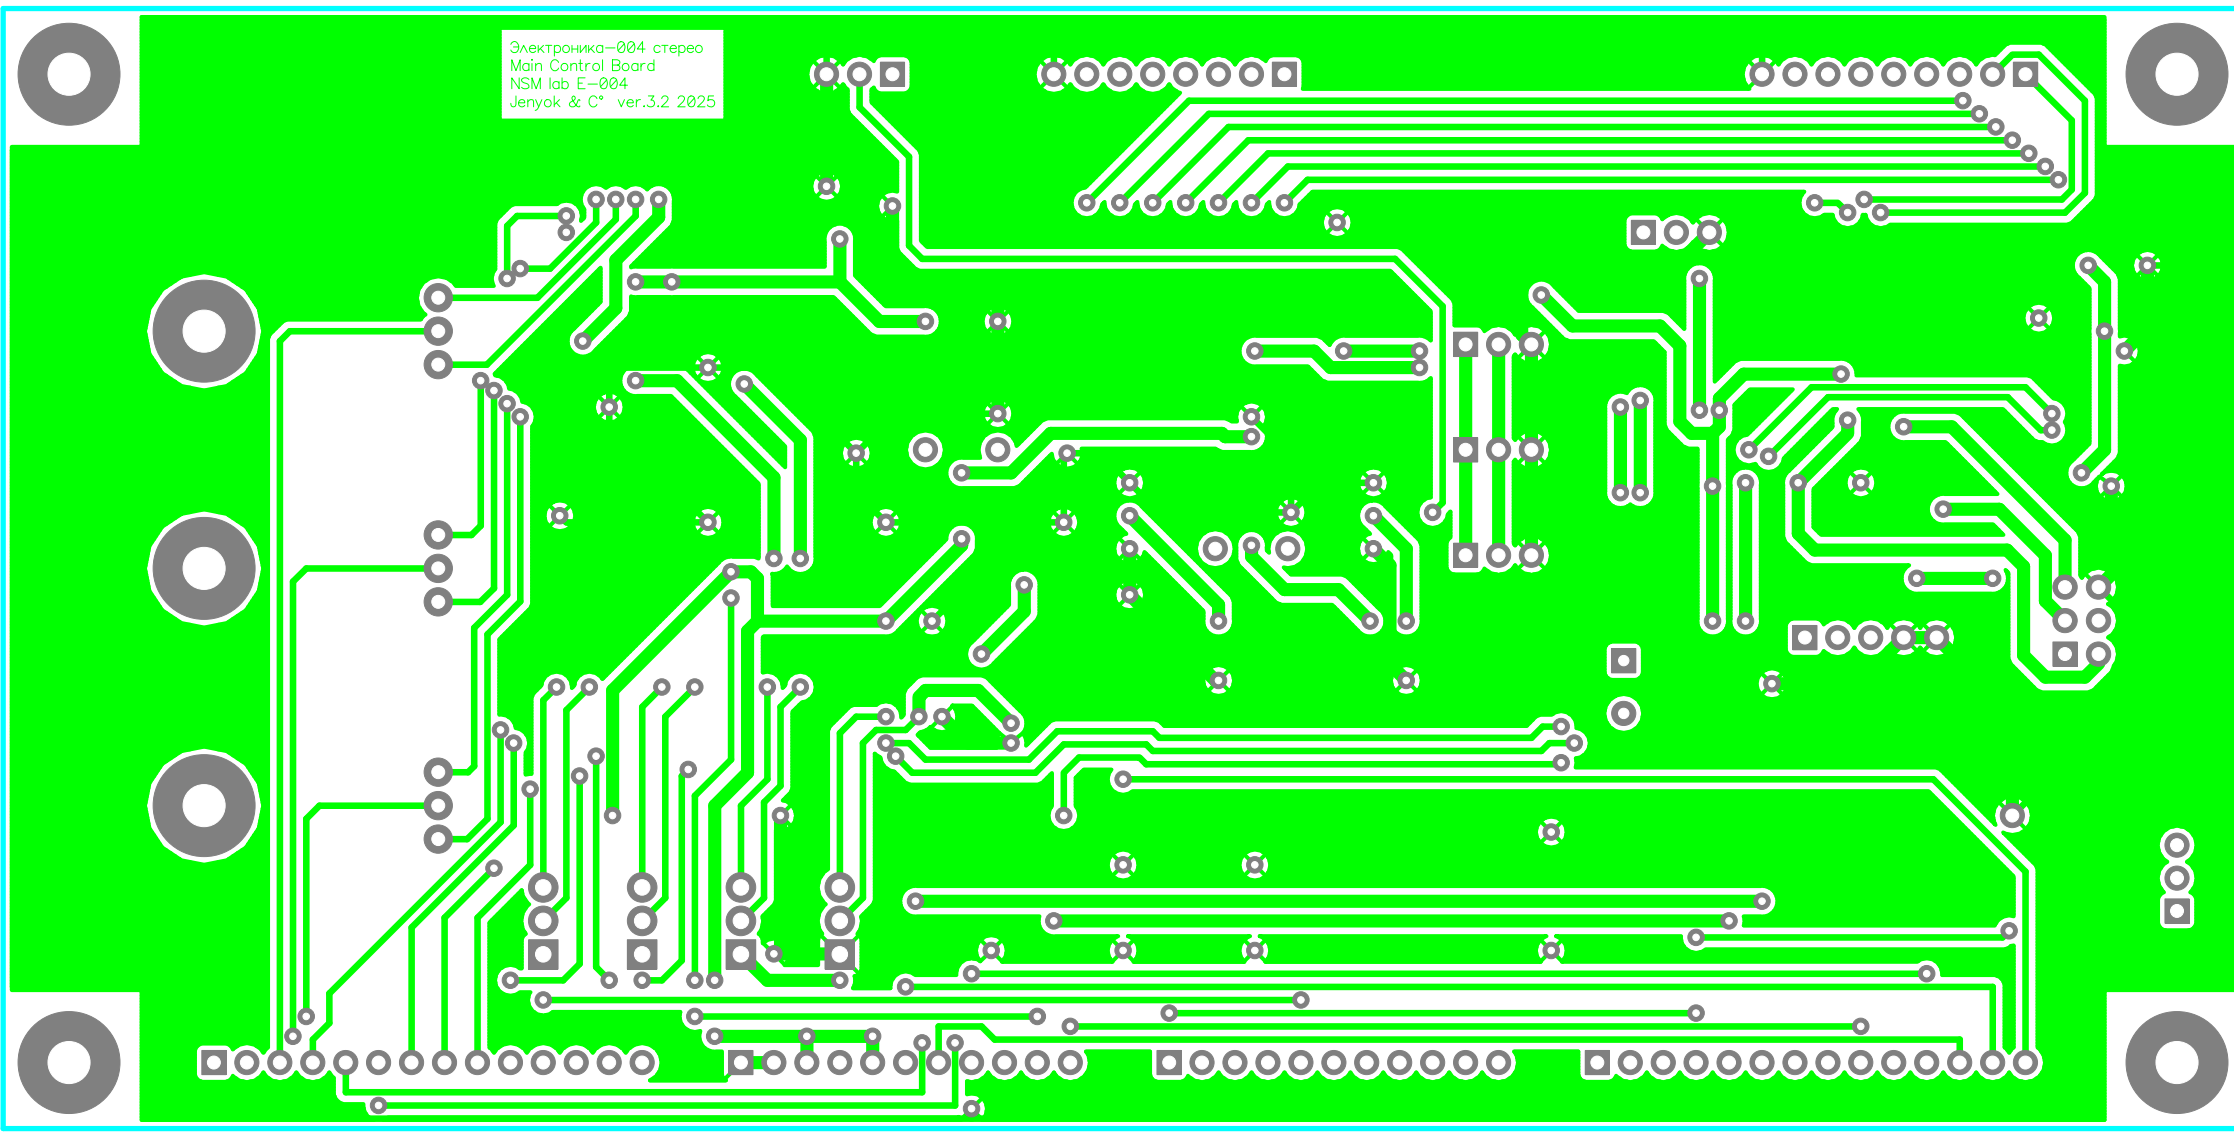 Электроника-004 стерео
Main Control Board
NSM lab E-004
Jenyok & C° ver.3.2 2025